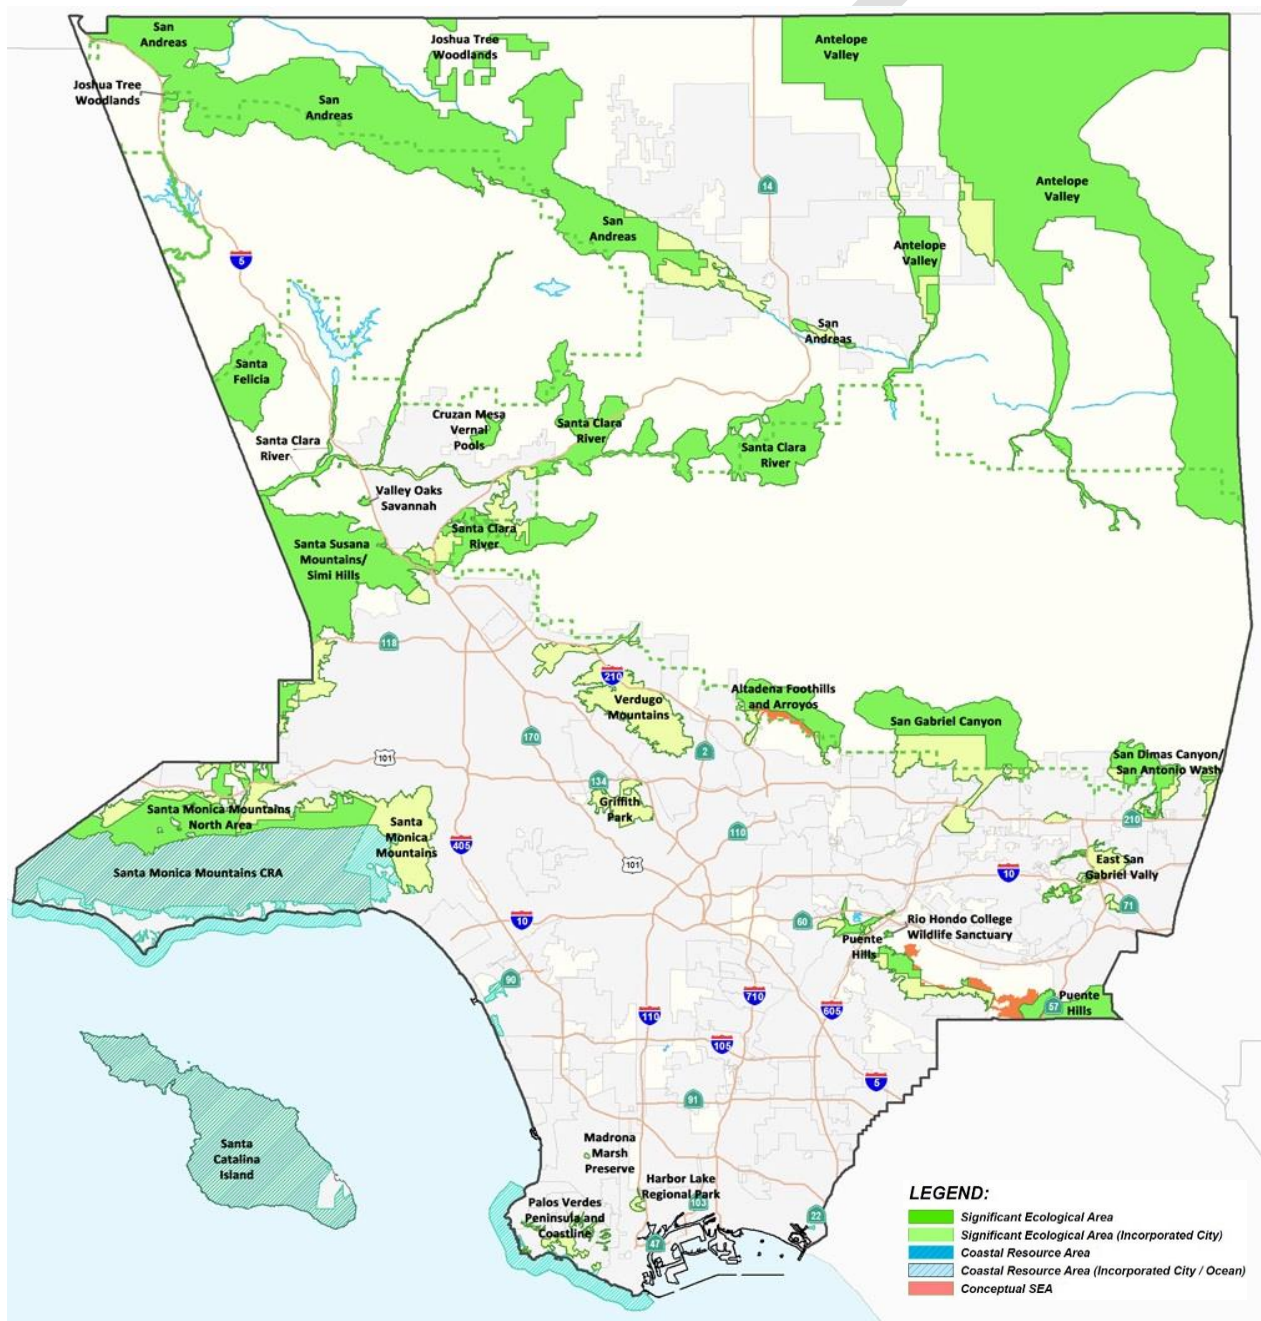 San
Andreas
Joshua Tree
Woodlands
Antelope
Valley
Joshua Tree
Woodlands
San
Andreas
14
Antelope
Valley
San
Andreas
Antelope
Valley
5
San
Andreas
Santa
Felicia
Cruzan Mesa
Vernal
Pools
Santa Clara
River
Santa Clara
River
Santa Clara
River
Valley Oaks
Savannah
Santa Clara
River
Santa Susana
Mountains/
Simi Hills
118
210
Verdugo
Mountains
Altadena Foothills
and Arroyos
San Gabriel Canyon
170
2
101
San Dimas Canyon/
San Antonio Wash
134
Griffith
Park
Santa Monica Mountains
North Area
Santa
Monica
Mountains
210
110
405
101
East San
Gabriel Vally
Santa Monica Mountains CRA
10
71
10
60
Rio Hondo College
Wildlife Sanctuary
Puente
Hills
90
710
Puente
Hills
57
110
605
105
5
91
Madrona
Marsh
Preserve
Santa
Catalina
Island
Harbor Lake
Regional Park
103
Palos Verdes
Peninsula and
Coastline
22
47
LEGEND:
Significant Ecological Area
Significant Ecological Area (Incorporated City)
Coastal Resource Area
Coastal Resource Area (Incorporated City / Ocean)
Conceptual SEA